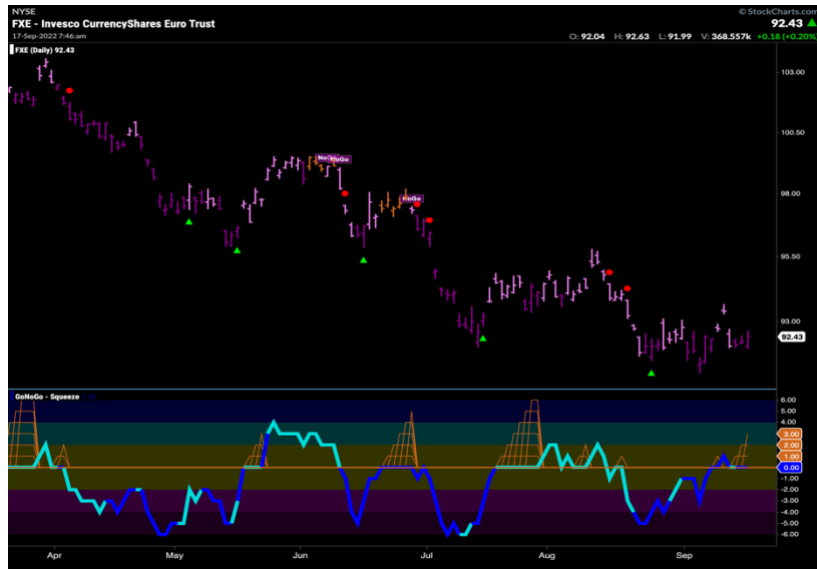 NYSE © StockCharts.com
FXE - Invesco CurrencyShares Euro Trust 92.43
17-Sep-2022 7:46am O: 92.04 H: 92.63 L: 91.99 V: 368.557k +0.18 (+0.20%)
FXE (Daily) 92.43
103.00
100.50
NoGo
NoGo
98.00
95.50
93.00
92.43
GoNoGo - Squeeze
6.00
5.00
4.00
3.00
2.00
1.00
0.00
-1.00
-2.00
-3.00
-4.00
-5.00
-6.00
Apr May Jun Jul Aug Sep